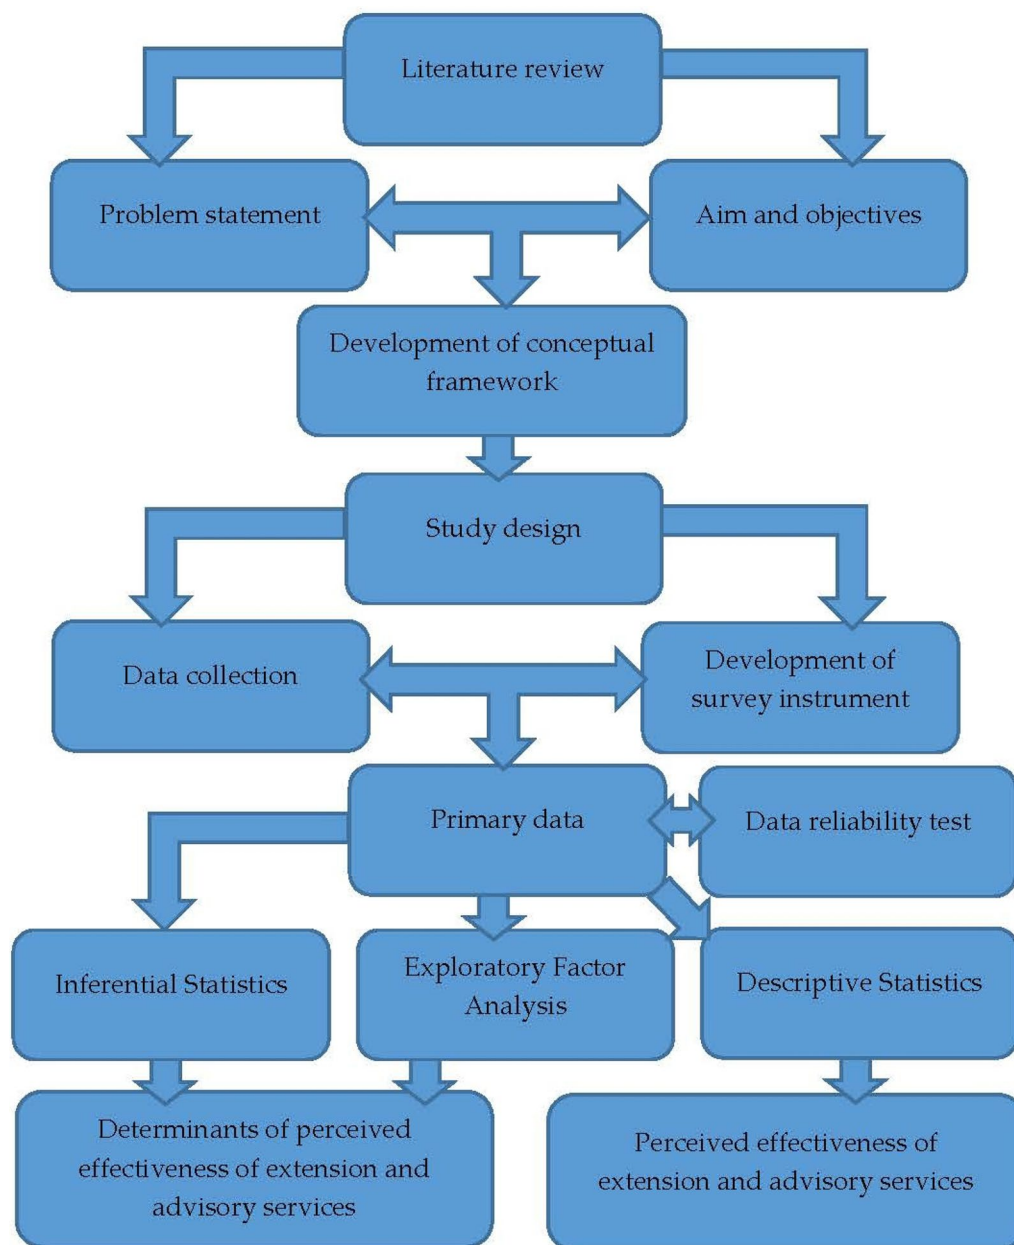 Literature review
Problem statement
Aim and objectives
Development of conceptual
framework
Study design
Data collection
Development of
survey instrument
Primary data
Data reliability test
Inferential Statistics
Exploratory Factor
Analysis
Descriptive Statistics
Determinants of perceived
effectiveness of extension and
advisory services
Perceived effectiveness of
extension and advisory services